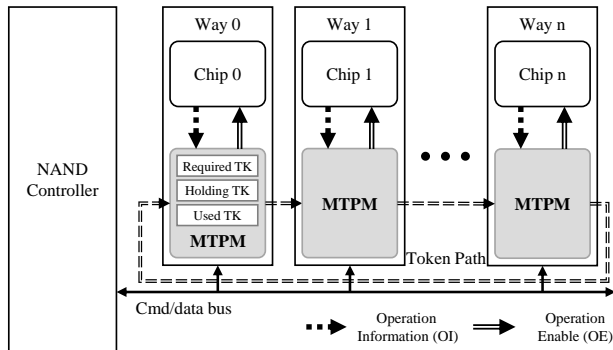 Way 0
Way 1
Way n
Chip 0
Chip 1
Chip n
NAND
Controller
Required TK
Holding TK
Used TK
MTPM
MTPM
MTPM
Token Path
Cmd/data bus
Operation
Information (OI)
Operation
Enable (OE)